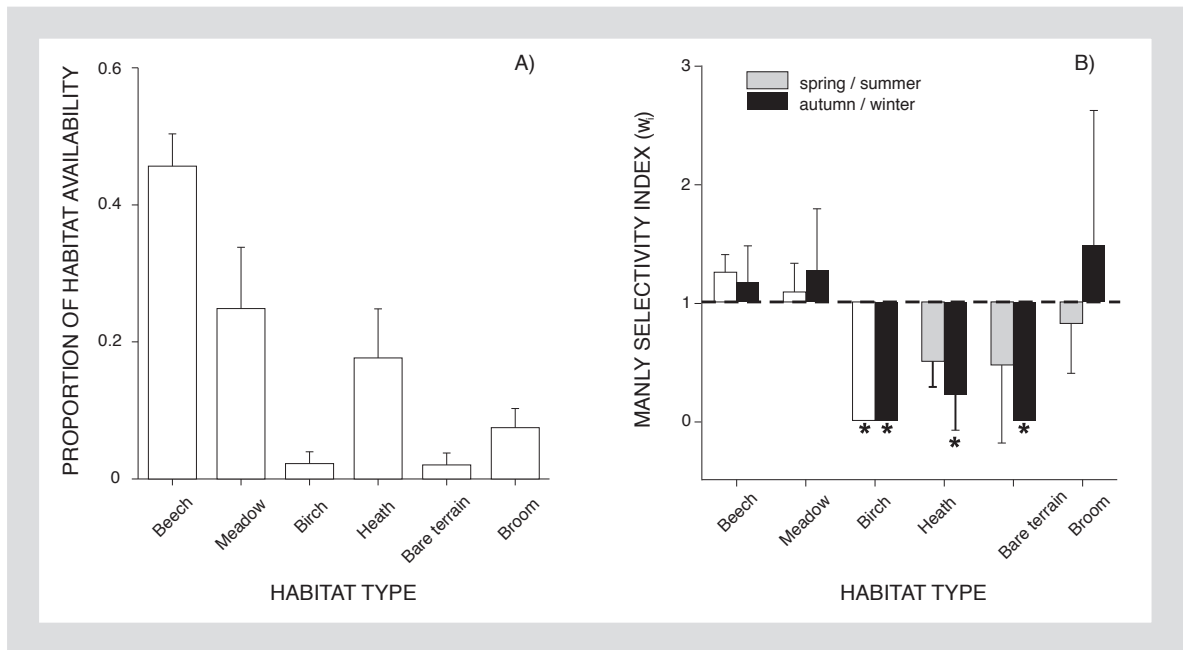 A)
PROPORTION OF HABITAT AVAILABILITY
0.6
0.4
0.2
0
Beech
Meadow
Birch
Heath
Bare terrain
Broom
HABITAT TYPE
B)
spring / summer
autumn / winter
MANLY SELECTIVITY INDEX (wi)
3
2
1
0
* *
*
*
Beech
Meadow
Birch
Heath
Bare terrain
Broom
HABITAT TYPE